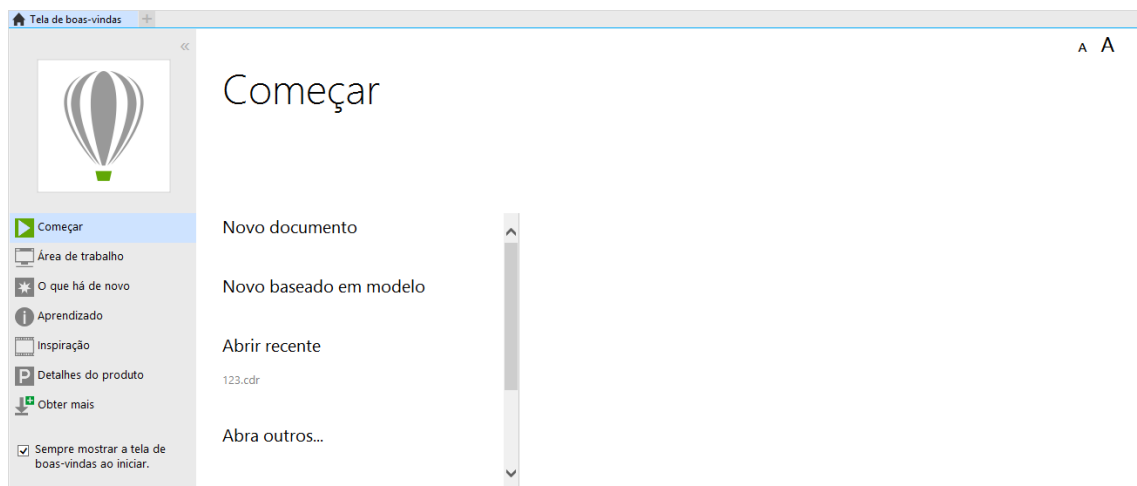 Tela de boas-vindas
A A
Começar
Começar
Área de trabalho
O que há de novo
Aprendizado
Inspiração
Detalhes do produto
Obter mais
Sempre mostrar a tela de
boas-vindas ao iniciar.
Novo documento
Novo baseado em modelo
Abrir recente
123.cdr
Abra outros...